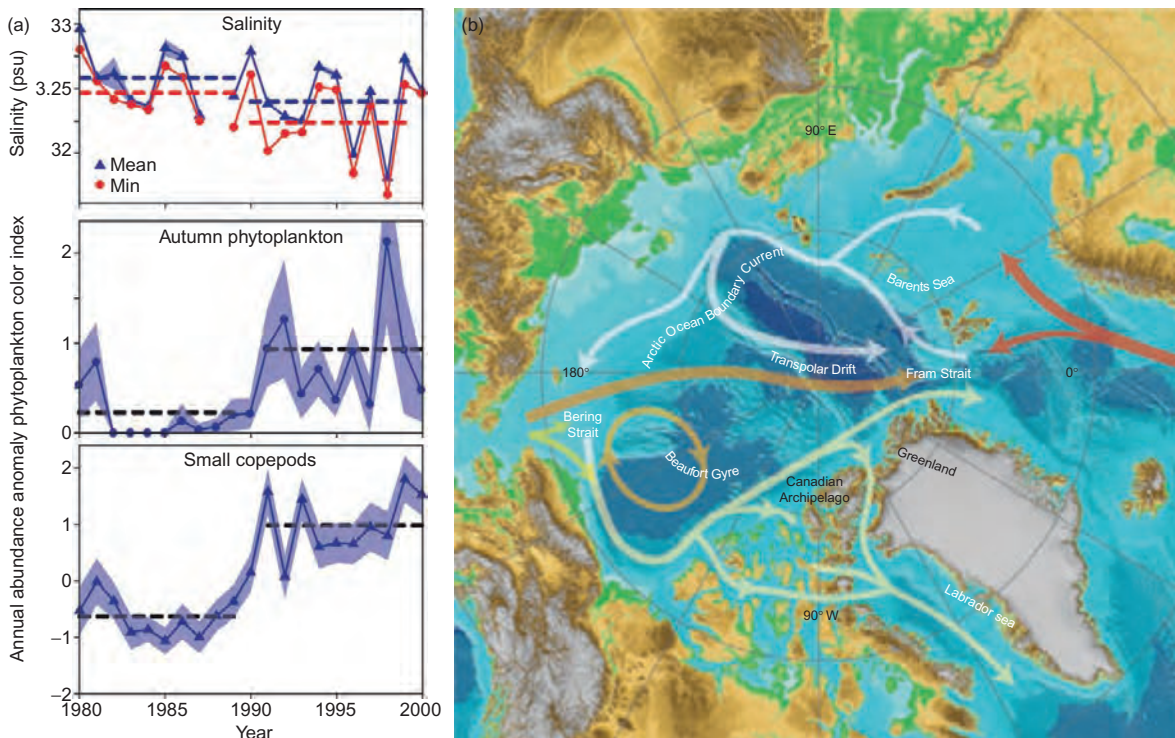 (a)
Salinity
Salinity (psu)
33
3.25
32
Mean
Min
Annual abundance anomaly phytoplankton color index
Autumn phytoplankton
2
1
0
Small copepods
2
1
0
–1
–2
1980
1985
1990
1995
2000
Year
(b)
90° E
Barents Sea
Arctic Ocean Boundary Current
Transpolar Drift
Fram Strait
180°
0°
Bering
Strait
Beaufort Gyre
Greenland
Canadian
Archipelago
Labrador sea
90° W